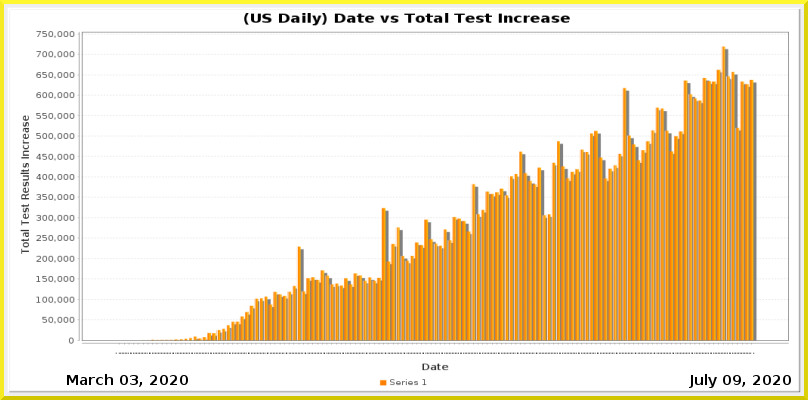 (US Daily) Date vs Total Test Increase
750,000
700,000
650,000
600,000
550,000
500,000
450,000
400,000
350,000
300,000
250,000
200,000
150,000
100,000
50,000
0
Total Test Results Increase
Date
March 03, 2020
Series 1
July 09, 2020